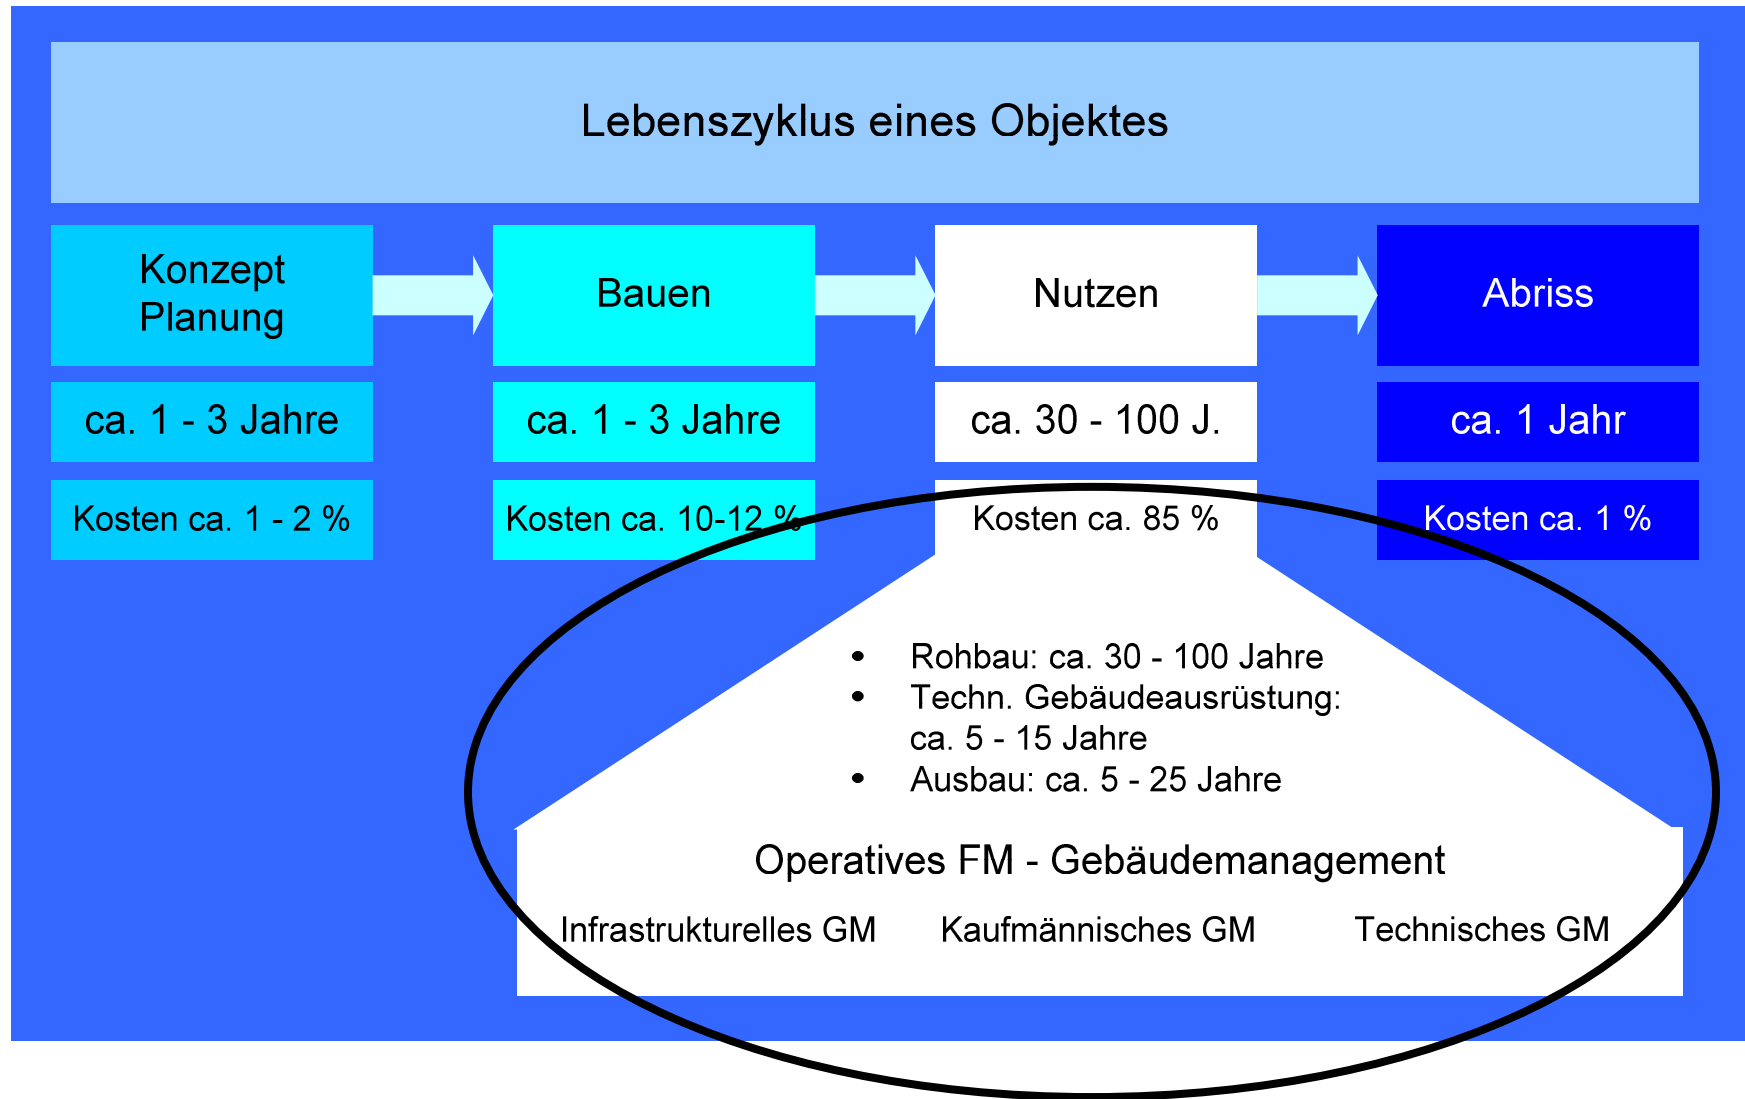 Lebenszyklus eines Objektes
Konzept
Planung
Bauen
Nutzen
Abriss
ca. 1 - 3 Jahre
ca. 1 - 3 Jahre
ca. 30 - 100 J.
ca. 1 Jahr
Kosten ca. 1 - 2 %
Kosten ca. 10-12 %
Kosten ca. 85 %
Kosten ca. 1 %
• Rohbau: ca. 30 - 100 Jahre
• Techn. Gebäudeausrüstung:
ca. 5 - 15 Jahre
• Ausbau: ca. 5 - 25 Jahre
Operatives FM - Gebäudemanagement
Infrastrukturelles GM
Kaufmännisches GM
Technisches GM